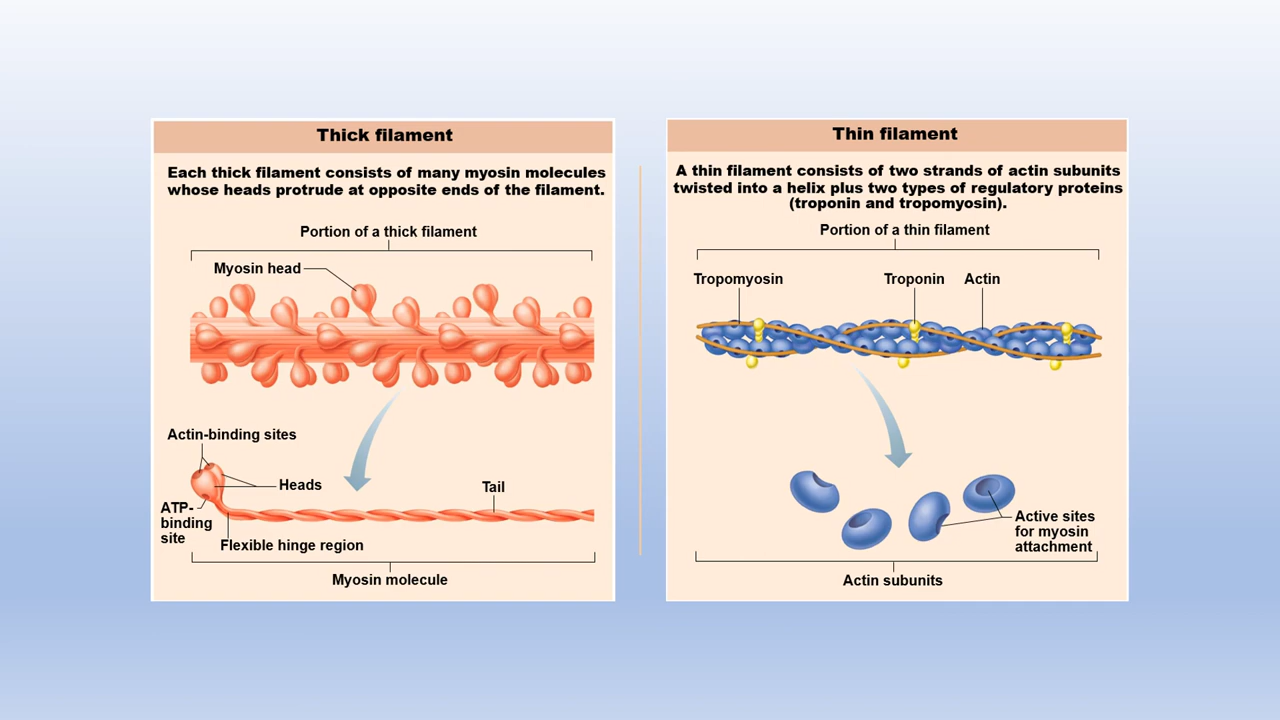 Thick filament
Each thick filament consists of many myosin molecules
whose heads protrude at opposite ends of the filament.
Portion of a thick filament
Myosin head
Actin-binding sites
Heads
Tail
ATP-
binding
site
Flexible hinge region
Myosin molecule
Thin filament
A thin filament consists of two strands of actin subunits
twisted into a helix plus two types of regulatory proteins
(troponin and tropomyosin).
Portion of a thin filament
Tropomyosin
Troponin
Actin
Active sites
for myosin
attachment
Actin subunits